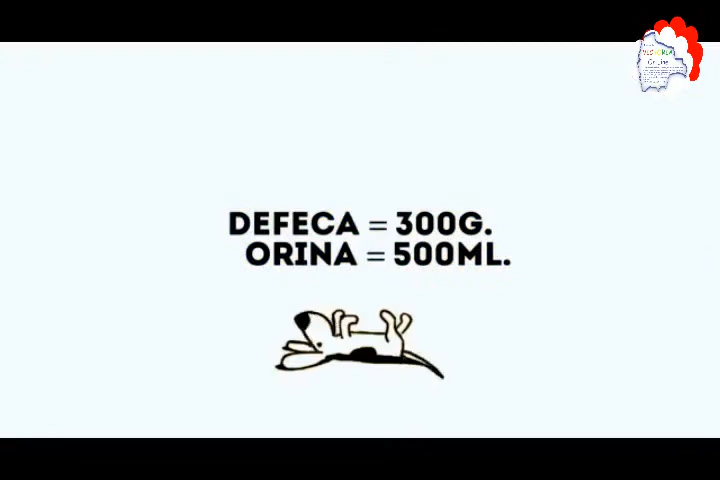 DEFECA = 300G.
ORINA = 500ML.